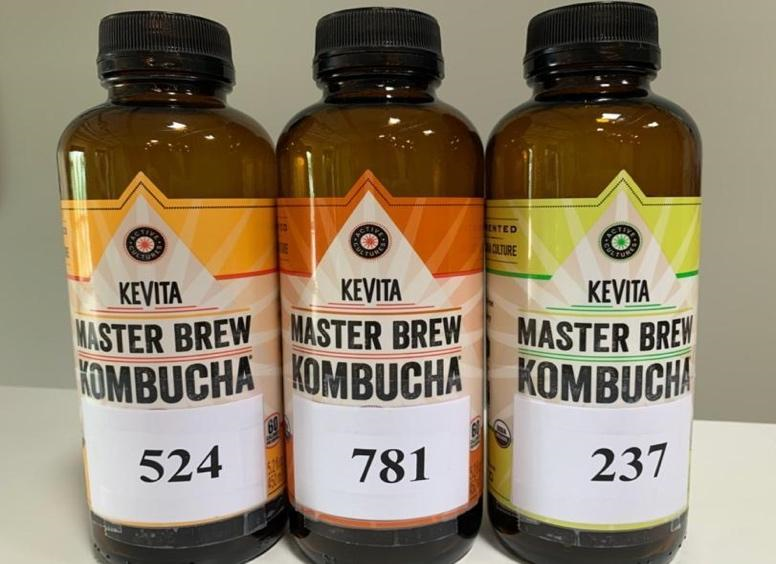 ACTIVE CULTURE
KEVITA
MASTER BREW
KOMBUCHA
60
524
ACTIVE CULTURE
KEVITA
MASTER BREW
KOMBUCHA
60
781
CULTURE
ACTIVE CULTURE
KEVITA
MASTER BREW
KOMBUCHA
237